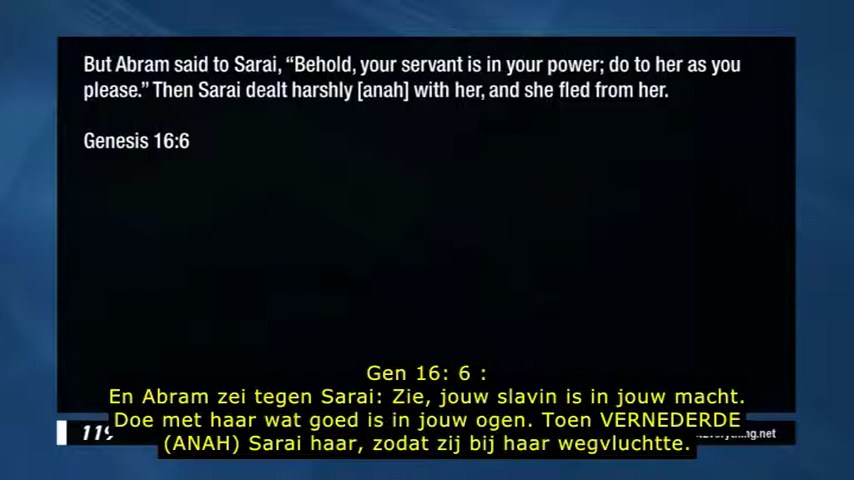 But Abram said to Sarai, “Behold, your servant is in your power; do to her as you
please.” Then Sarai dealt harshly [anah] with her, and she fled from her.
Genesis 16:6
Gen 16: 6 :
En Abram zei tegen Sarai: Zie, jouw slavin is in jouw macht.
Doe met haar wat goed is in jouw ogen. Toen VERNEDERDE
(ANAH) Sarai haar, zodat zij bij haar wegvluchtte.
119